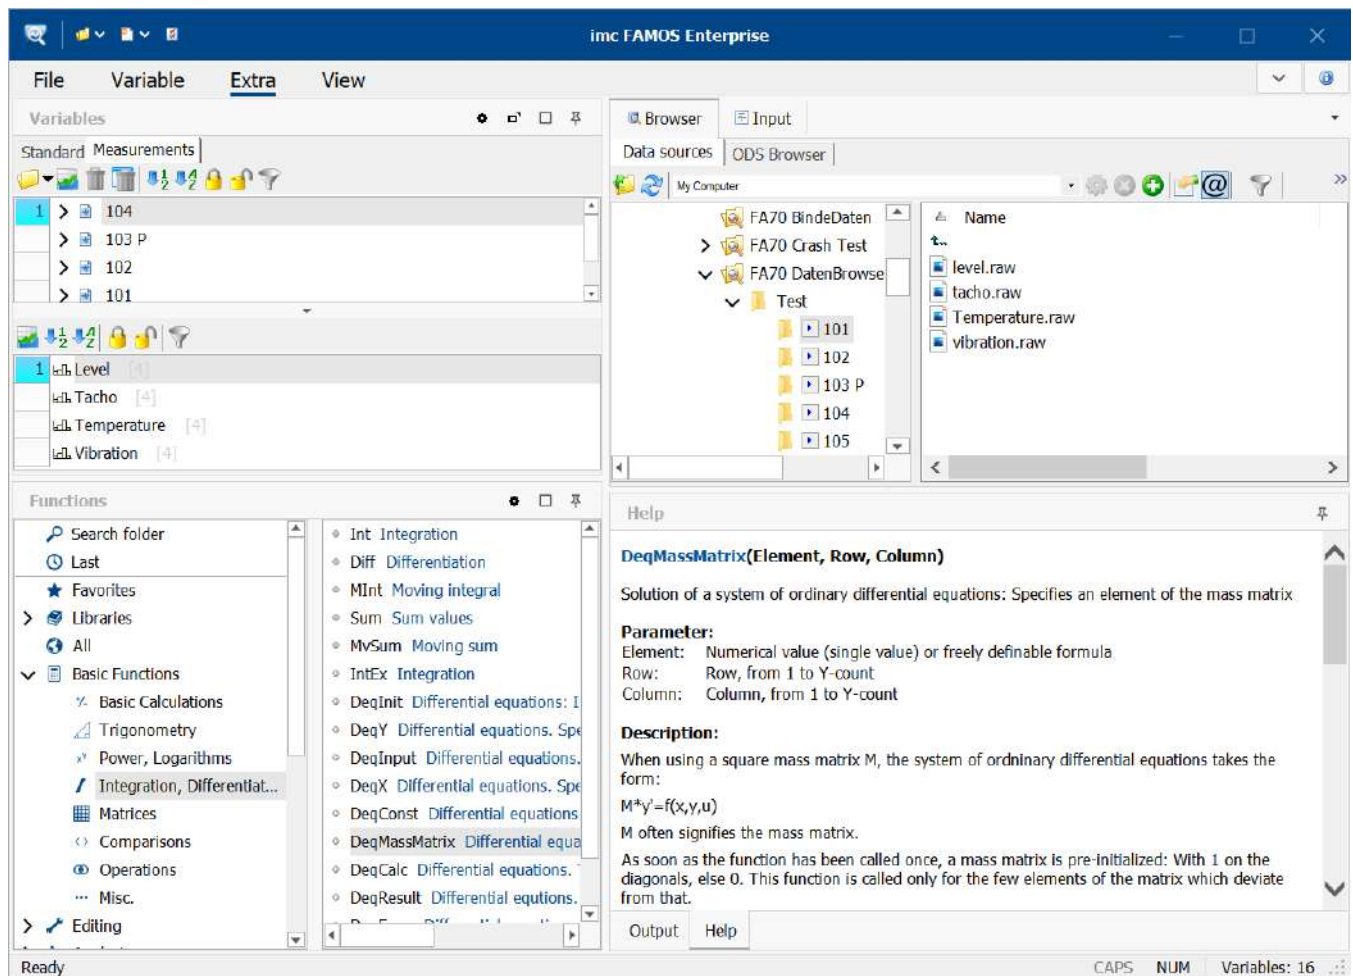 imc FAMOS Enterprise
File Variable Extra View
Variables
Standard Measurements
1 104
103 P
102
101
1 Level [4]
Tacho [4]
Temperature [4]
Vibration [4]
Browser Input
Data sources ODS Browser
My Computer
FA70 BindeDaten
FA70 Crash Test
FA70 DatenBrowse
Test
101
102
103 P
104
105
Name
level.raw
tacho.raw
Temperature.raw
vibration.raw
Functions
Search folder
Last
Favorites
Libraries
All
Basic Functions
Basic Calculations
Trigonometry
Power, Logarithms
Integration, Differentiat...
Matrices
Comparisons
Operations
Misc.
Editing
Int Integration
Diff Differentiation
MInt Moving integral
Sum Sum values
MvSum Moving sum
IntEx Integration
DeqInit Differential equations: I
DeqY Differential equations. Spe
DeqInput Differential equations.
DeqX Differential equations. Spe
DeqConst Differential equations
DeqMassMatrix Differential equa
DeqCalc Differential equations.
DeqResult Differential equtions.
Help
DeqMassMatrix(Element, Row, Column)
Solution of a system of ordinary differential equations: Specifies an element of the mass matrix
Parameter:
Element: Numerical value (single value) or freely definable formula
Row: Row, from 1 to Y-count
Column: Column, from 1 to Y-count
Description:
When using a square mass matrix M, the system of ordninary differential equations takes the
form:
M*y'=f(x,y,u)
M often signifies the mass matrix.
As soon as the function has been called once, a mass matrix is pre-initialized: With 1 on the
diagonals, else 0. This function is called only for the few elements of the matrix which deviate
from that.
Output Help
Ready CAPS NUM Variables: 16